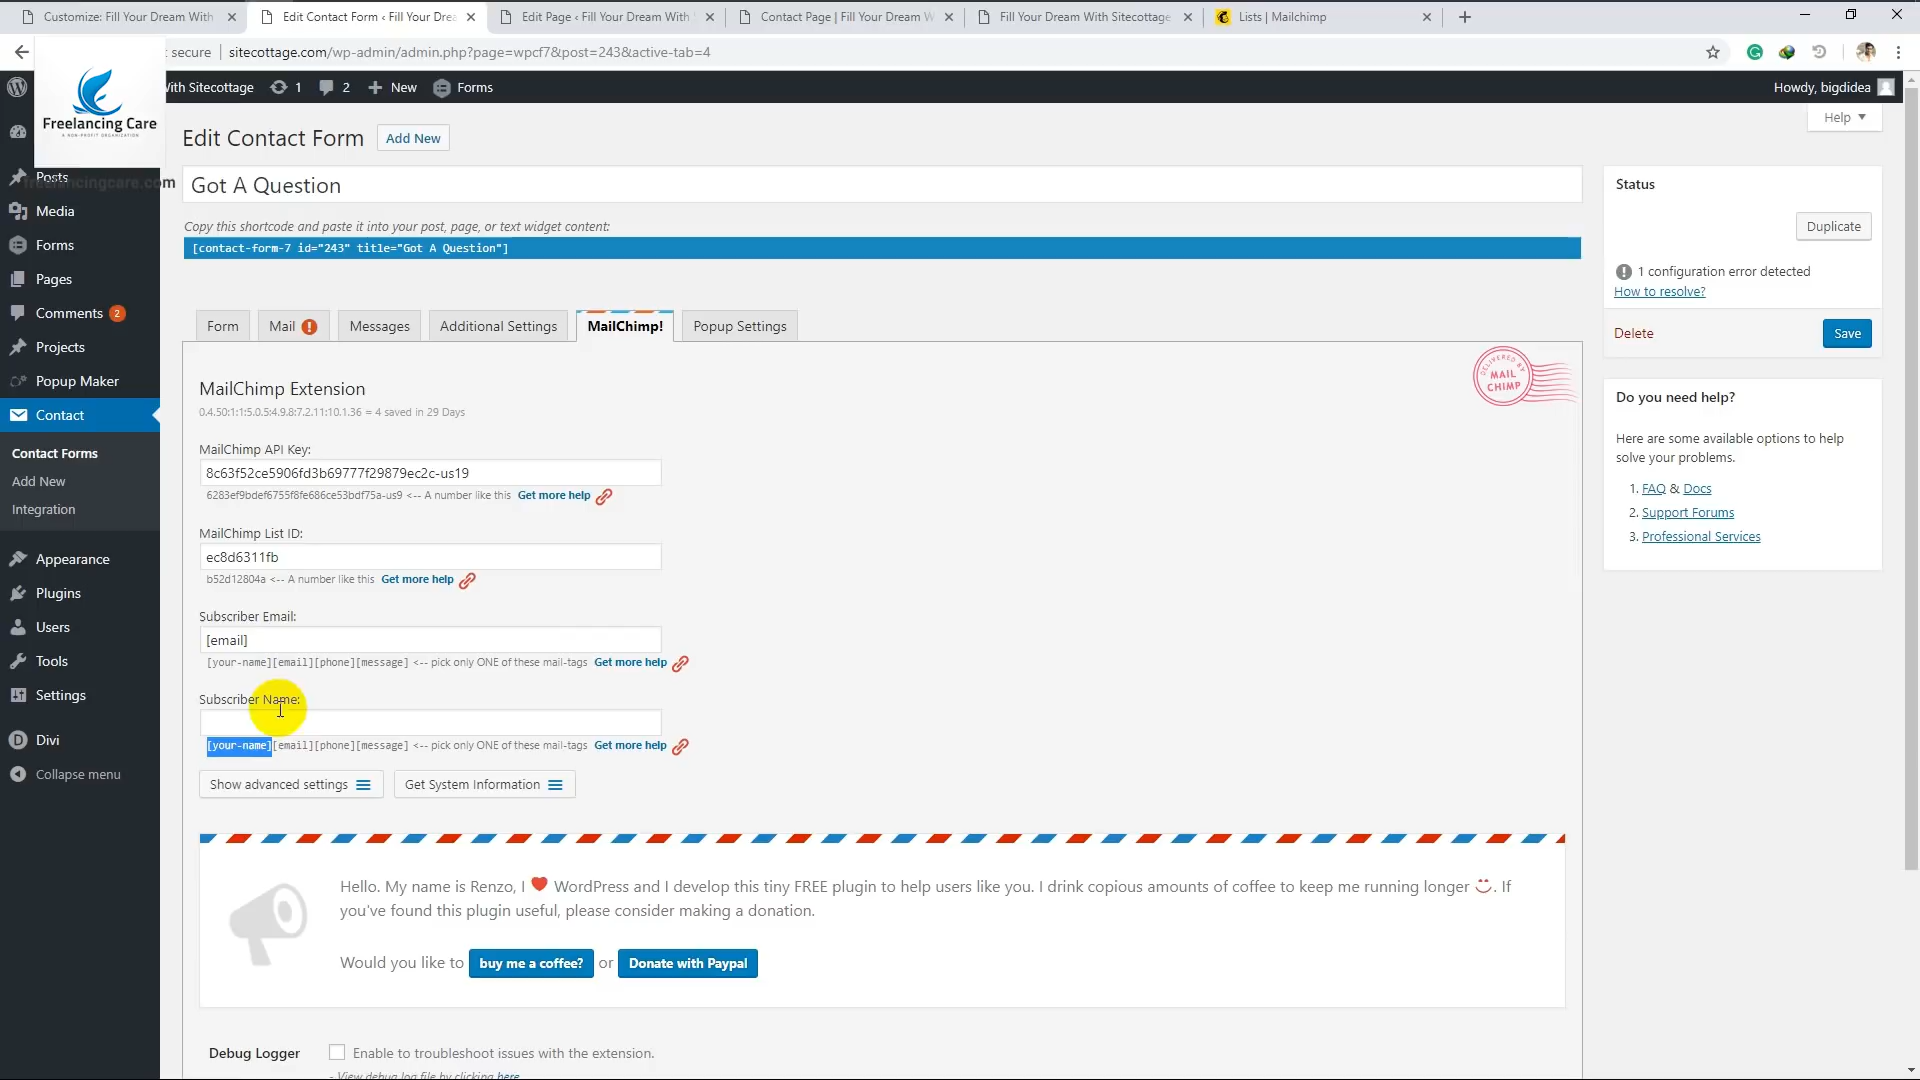 Customize: Fill Your Dream With
Edit Contact Form ‹ Fill Your Drea
Edit Page ‹ Fill Your Dream With
Contact Page | Fill Your Dream W
Fill Your Dream With Sitecottage
Lists | Mailchimp
secure
sitecottage.com/wp-admin/admin.php?page=wpcf7&post=243&active-tab=4
With Sitecottage
1
2
New
Forms
Howdy, bigdidea
Freelancing Care
A NON-PROFIT ORGANIZATION
freelancingcare.com
Posts
Media
Forms
Pages
Comments 2
Projects
Popup Maker
Contact
Contact Forms
Add New
Integration
Appearance
Plugins
Users
Tools
Settings
Divi
Collapse menu
Help
Edit Contact Form
Add New
Got A Question
Copy this shortcode and paste it into your post, page, or text widget content:
[contact-form-7 id="243" title="Got A Question"]
Form
Mail
Messages
Additional Settings
MailChimp!
Popup Settings
DELIVERED BY
MAIL
CHIMP
MailChimp Extension
0.4.50:1:1:5.0.5:4.9.8:7.2.11:10.1.36 = 4 saved in 29 Days
MailChimp API Key:
8c63f52ce5906fd3b69777f29879ec2c-us19
6283ef9bdef6755f8fe686ce53bdf75a-us9 <-- A number like this Get more help
MailChimp List ID:
ec8d6311fb
b52d12804a <-- A number like this Get more help
Subscriber Email:
[email]
[your-name][email][phone][message] <-- pick only ONE of these mail-tags Get more help
Subscriber Name:
[your-name][email][phone][message] <-- pick only ONE of these mail-tags Get more help
Show advanced settings
Get System Information
Hello. My name is Renzo, I WordPress and I develop this tiny FREE plugin to help users like you. I drink copious amounts of coffee to keep me running longer . If
you've found this plugin useful, please consider making a donation.
Would you like to buy me a coffee? or Donate with Paypal
Debug Logger
Enable to troubleshoot issues with the extension.
- View debug log file by clicking here
Status
Duplicate
1 configuration error detected
How to resolve?
Delete
Save
Do you need help?
Here are some available options to help
solve your problems.
1. FAQ & Docs
2. Support Forums
3. Professional Services